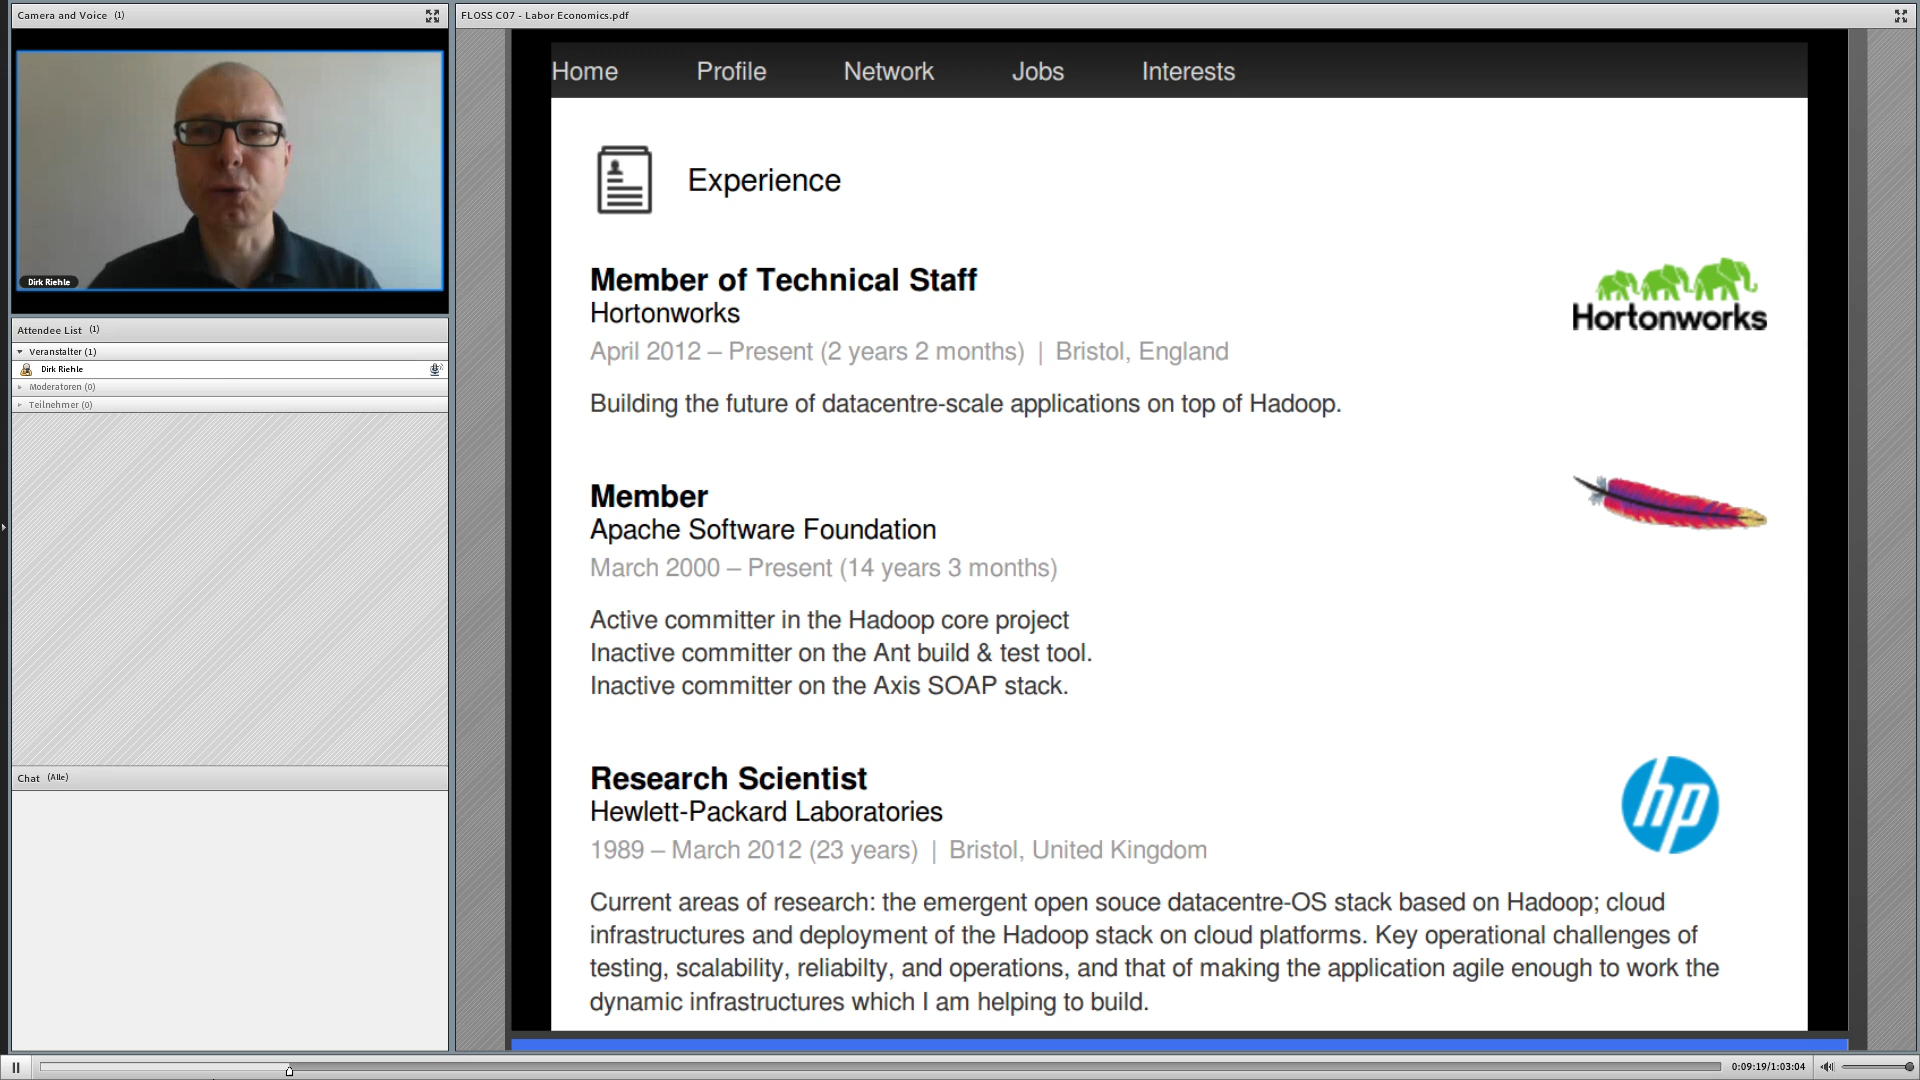 Camera and Voice (1)
Dirk Riehle
Attendee List (1)
Veranstalter (1)
Dirk Riehle
Moderatoren (0)
Teilnehmer (0)
Chat (Alle)
FLOSS C07 - Labor Economics.pdf
Home Profile Network Jobs Interests
Experience
Member of Technical Staff
Hortonworks
April 2012 – Present (2 years 2 months) | Bristol, England
Building the future of datacentre-scale applications on top of Hadoop.
Hortonworks
Member
Apache Software Foundation
March 2000 – Present (14 years 3 months)
Active committer in the Hadoop core project
Inactive committer on the Ant build & test tool.
Inactive committer on the Axis SOAP stack.
Research Scientist
Hewlett-Packard Laboratories
1989 – March 2012 (23 years) | Bristol, United Kingdom
hp
Current areas of research: the emergent open souce datacentre-OS stack based on Hadoop; cloud
infrastructures and deployment of the Hadoop stack on cloud platforms. Key operational challenges of
testing, scalability, reliabilty, and operations, and that of making the application agile enough to work the
dynamic infrastructures which I am helping to build.
0:09:19/1:03:04